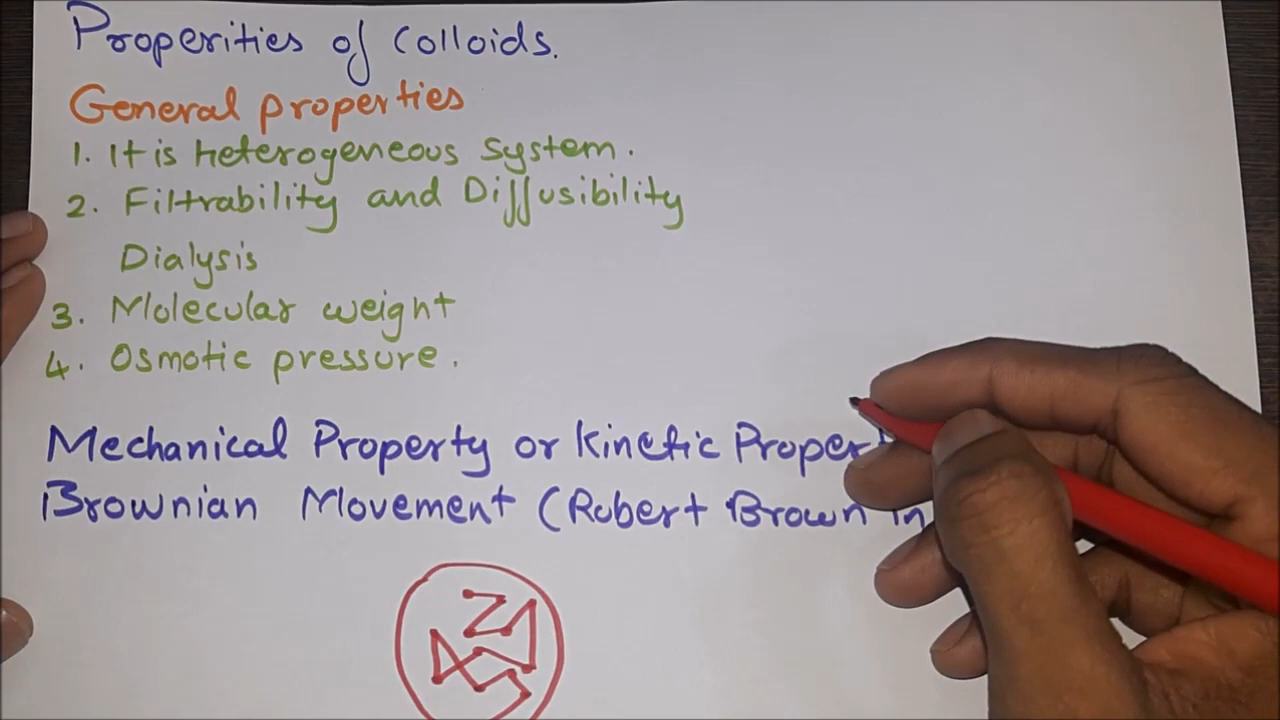 Properities of Colloids.
General properties
1. It is heterogeneous system.
2. Filtrability and Diffusibility
Dialysis
3. Molecular weight
4. Osmotic pressure.
Mechanical Property or Kinetic
Brownian Movement (Robert Brown in